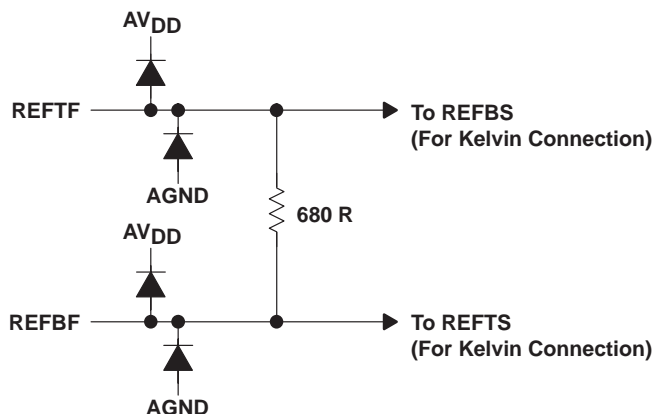 AVDD
REFTF
To REFBS
(For Kelvin Connection)
AGND
680 R
AVDD
REFBF
To REFTS
(For Kelvin Connection)
AGND